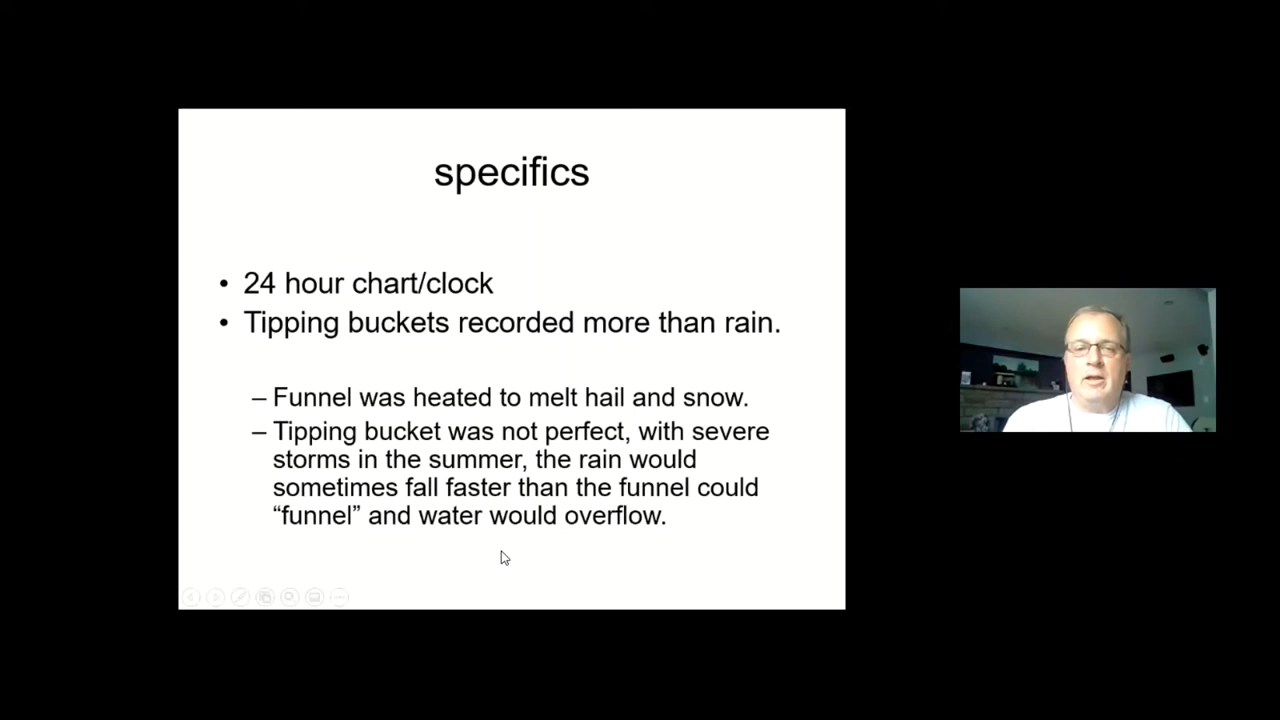 specifics
• 24 hour chart/clock
• Tipping buckets recorded more than rain.
– Funnel was heated to melt hail and snow.
– Tipping bucket was not perfect, with severe
storms in the summer, the rain would
sometimes fall faster than the funnel could
“funnel” and water would overflow.